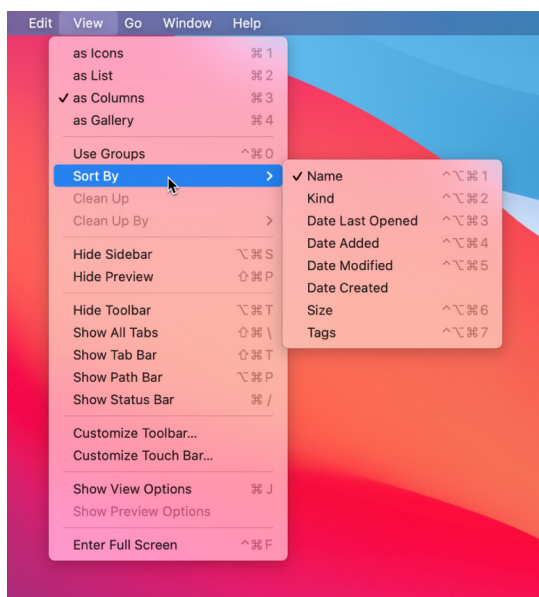 Edit View Go Window Help
as Icons ⌘ 1
as List ⌘ 2
✓ as Columns ⌘ 3
as Gallery ⌘ 4
Use Groups ^⌘0
Sort By >
Clean Up
Clean Up By >
Hide Sidebar ⌥⌘S
Hide Preview ⇧⌘P
Hide Toolbar ⌥⌘T
Show All Tabs ⇧⌘\
Show Tab Bar ⇧⌘T
Show Path Bar ⌥⌘P
Show Status Bar ⌘ /
Customize Toolbar...
Customize Touch Bar...
Show View Options ⌘ J
Show Preview Options
Enter Full Screen ^⌘F
✓ Name ^⌥⌘1
Kind ^⌥⌘2
Date Last Opened ^⌥⌘3
Date Added ^⌥⌘4
Date Modified ^⌥⌘5
Date Created
Size ^⌥⌘6
Tags ^⌥⌘7